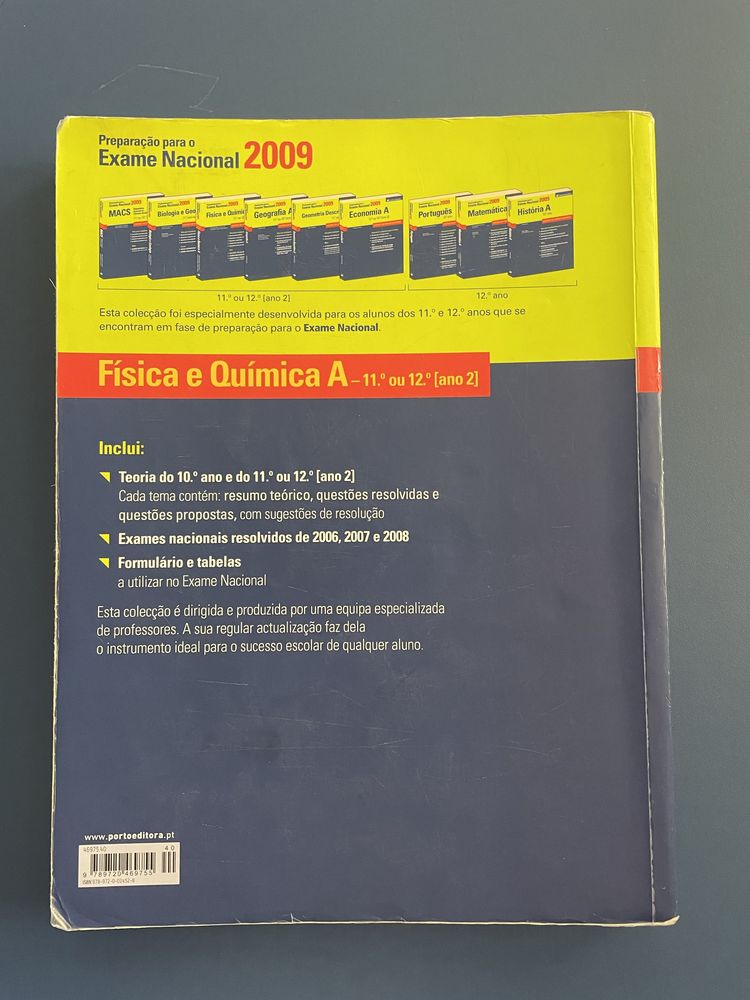 Preparação para o
Exame Nacional 2009
MACS
Biologia e Geo
Física e Químic
Geografia A
Geometria Descr
Economia A
Português
Matemática
História A
11.º ou 12.º [ano 2]
12.º ano
Esta colecção foi especialmente desenvolvida para os alunos dos 11.º e 12.º anos que se
encontram em fase de preparação para o Exame Nacional.
Física e Química A – 11.º ou 12.º [ano 2]
Inclui:
Teoria do 10.º ano e do 11.º ou 12.º [ano 2]
Cada tema contém: resumo teórico, questões resolvidas e
questões propostas, com sugestões de resolução
Exames nacionais resolvidos de 2006, 2007 e 2008
Formulário e tabelas
a utilizar no Exame Nacional
Esta colecção é dirigida e produzida por uma equipa especializada
de professores. A sua regular actualização faz dela
o instrumento ideal para o sucesso escolar de qualquer aluno.
www.portoeditora.pt
46975.40
40
9 789720 469755